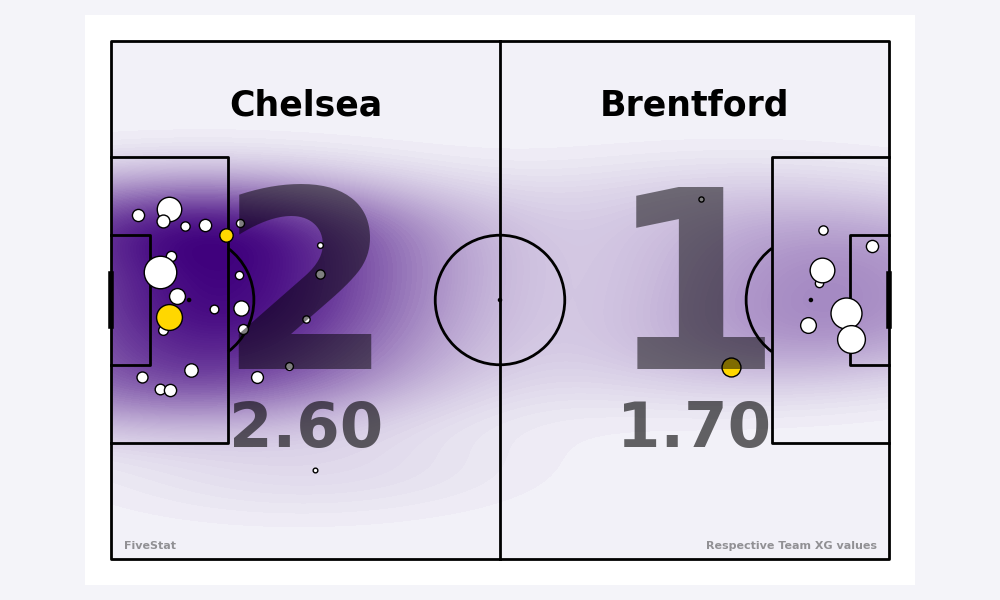 Chelsea
Brentford
2
1
2.60
1.70
FiveStat
Respective Team XG values